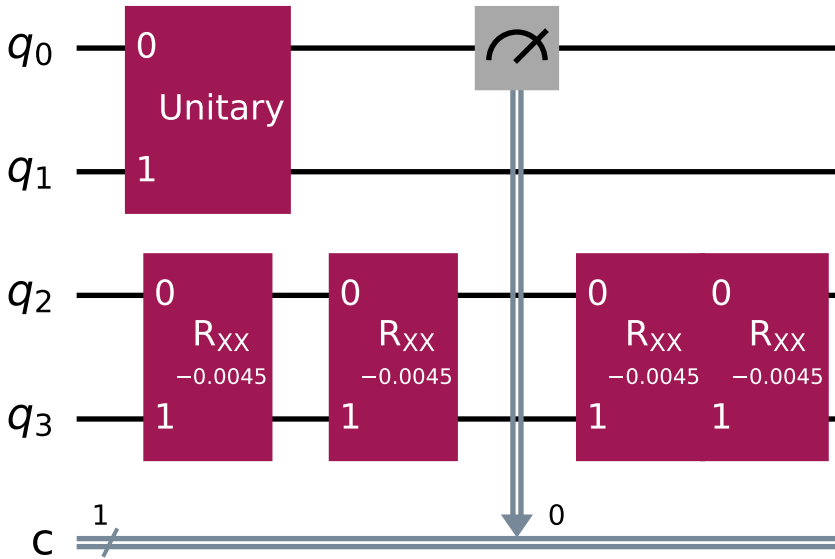 q0 0
Unitary
q1 1
q2 0 0 0 0
RXX RXX RXX RXX
−0.0045 −0.0045 −0.0045 −0.0045
q3 1 1 1 1
1 0
c